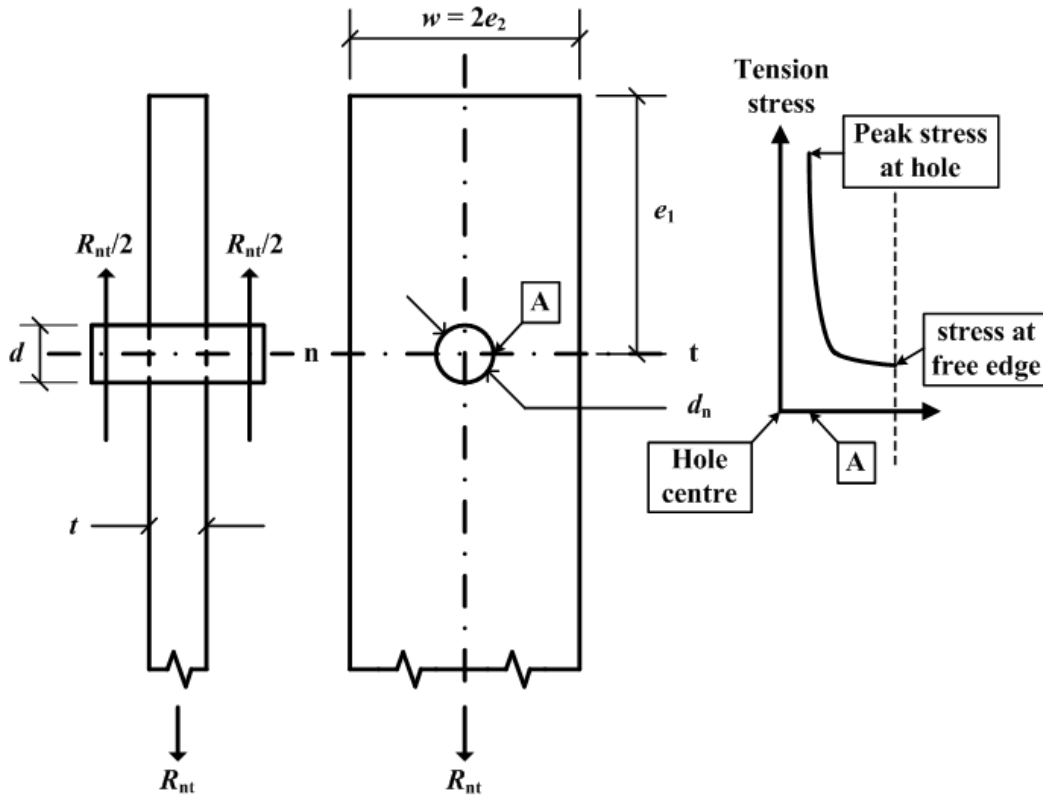 w = 2e2
Tension
stress
Peak stress
at hole
e1
Rnt/2
Rnt/2
A
d
n
t
stress at
free edge
dn
Hole
centre
A
t
Rnt
Rnt